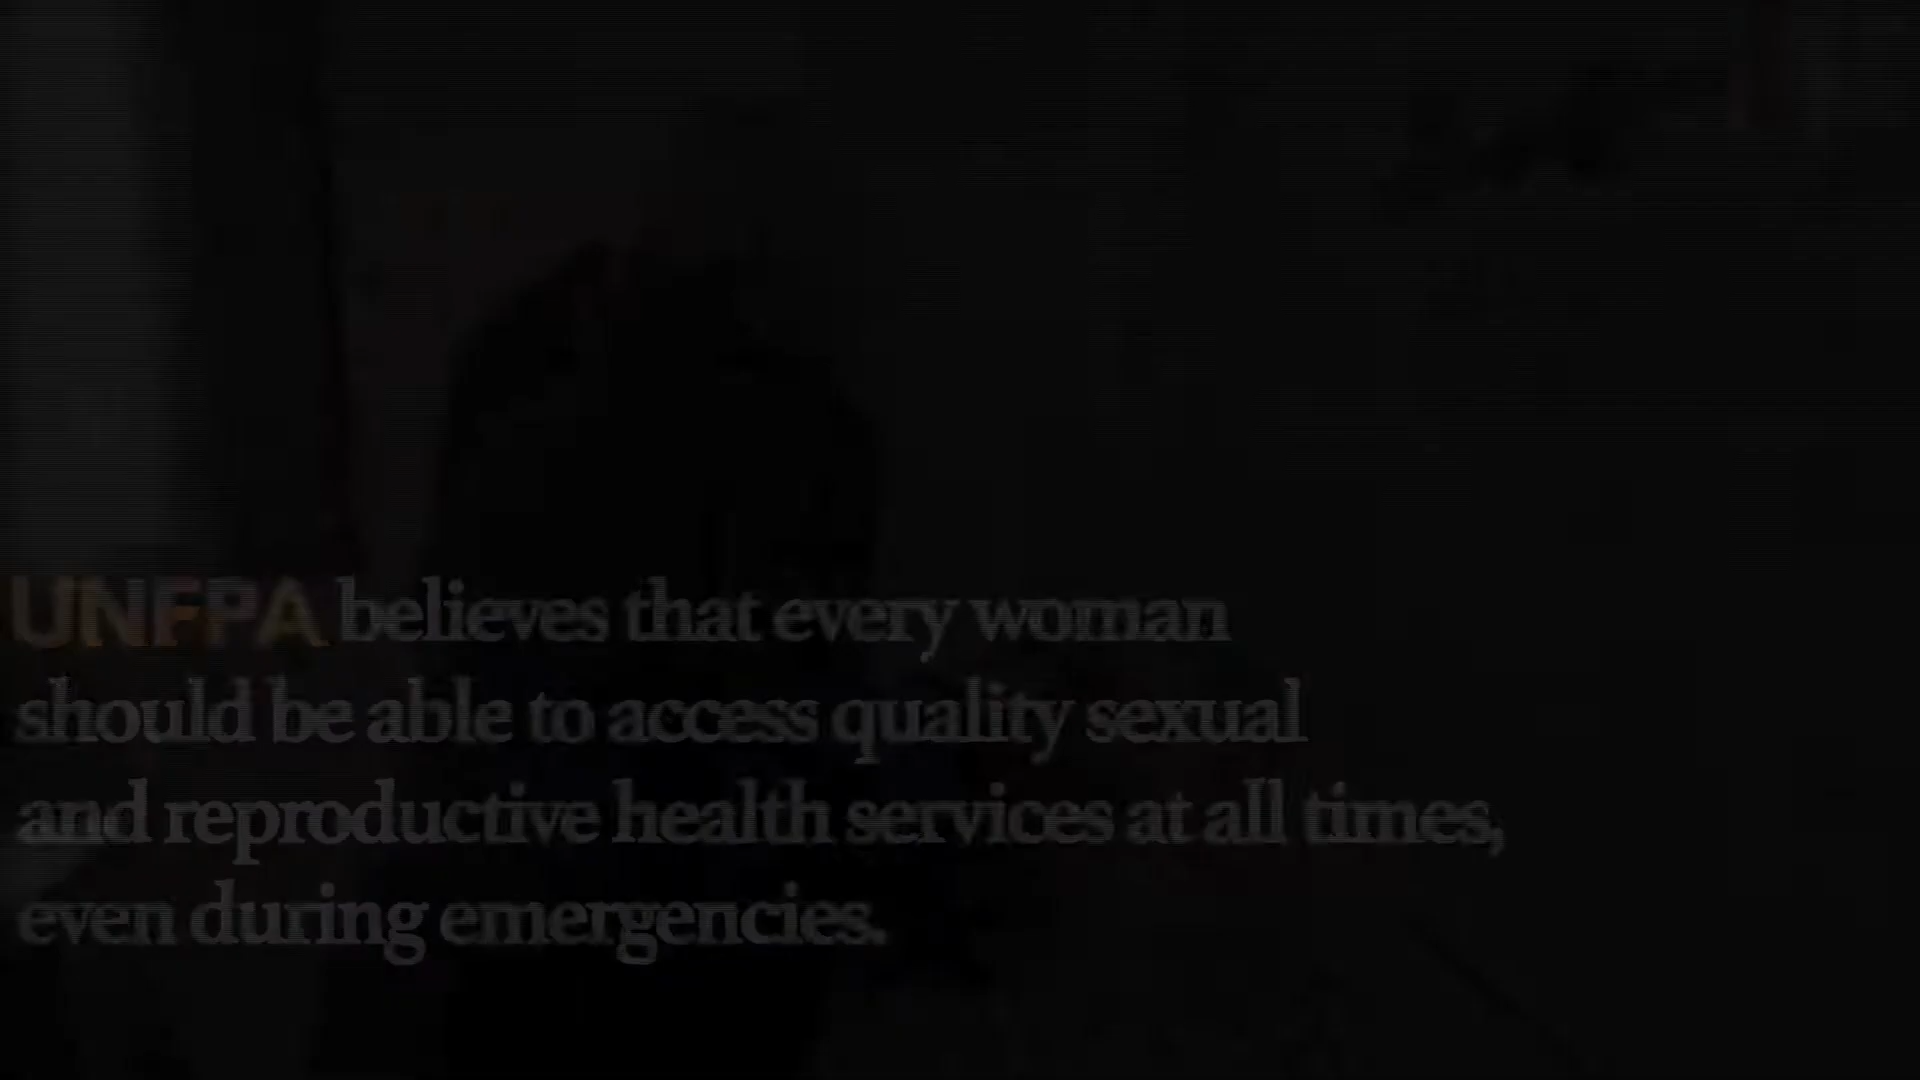 UNFPA believes that every woman
should be able to access quality sexual
and reproductive health services at all times,
even during emergencies.